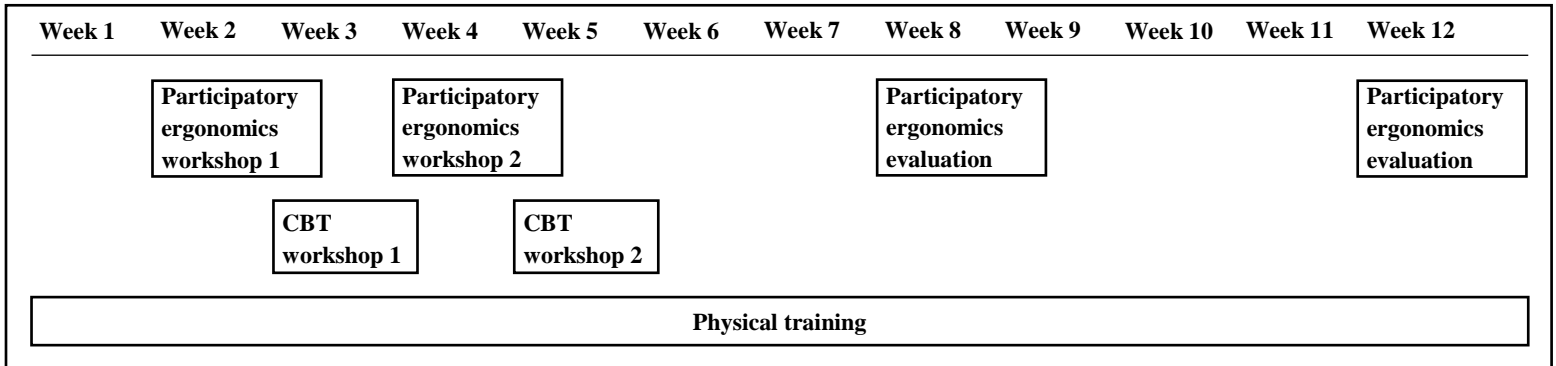 Week 1 Week 2 Week 3 Week 4 Week 5 Week 6 Week 7 Week 8 Week 9 Week 10 Week 11 Week 12
Participatory
ergonomics
workshop 1
Participatory
ergonomics
workshop 2
Participatory
ergonomics
evaluation
Participatory
ergonomics
evaluation
CBT
workshop 1
CBT
workshop 2
Physical training